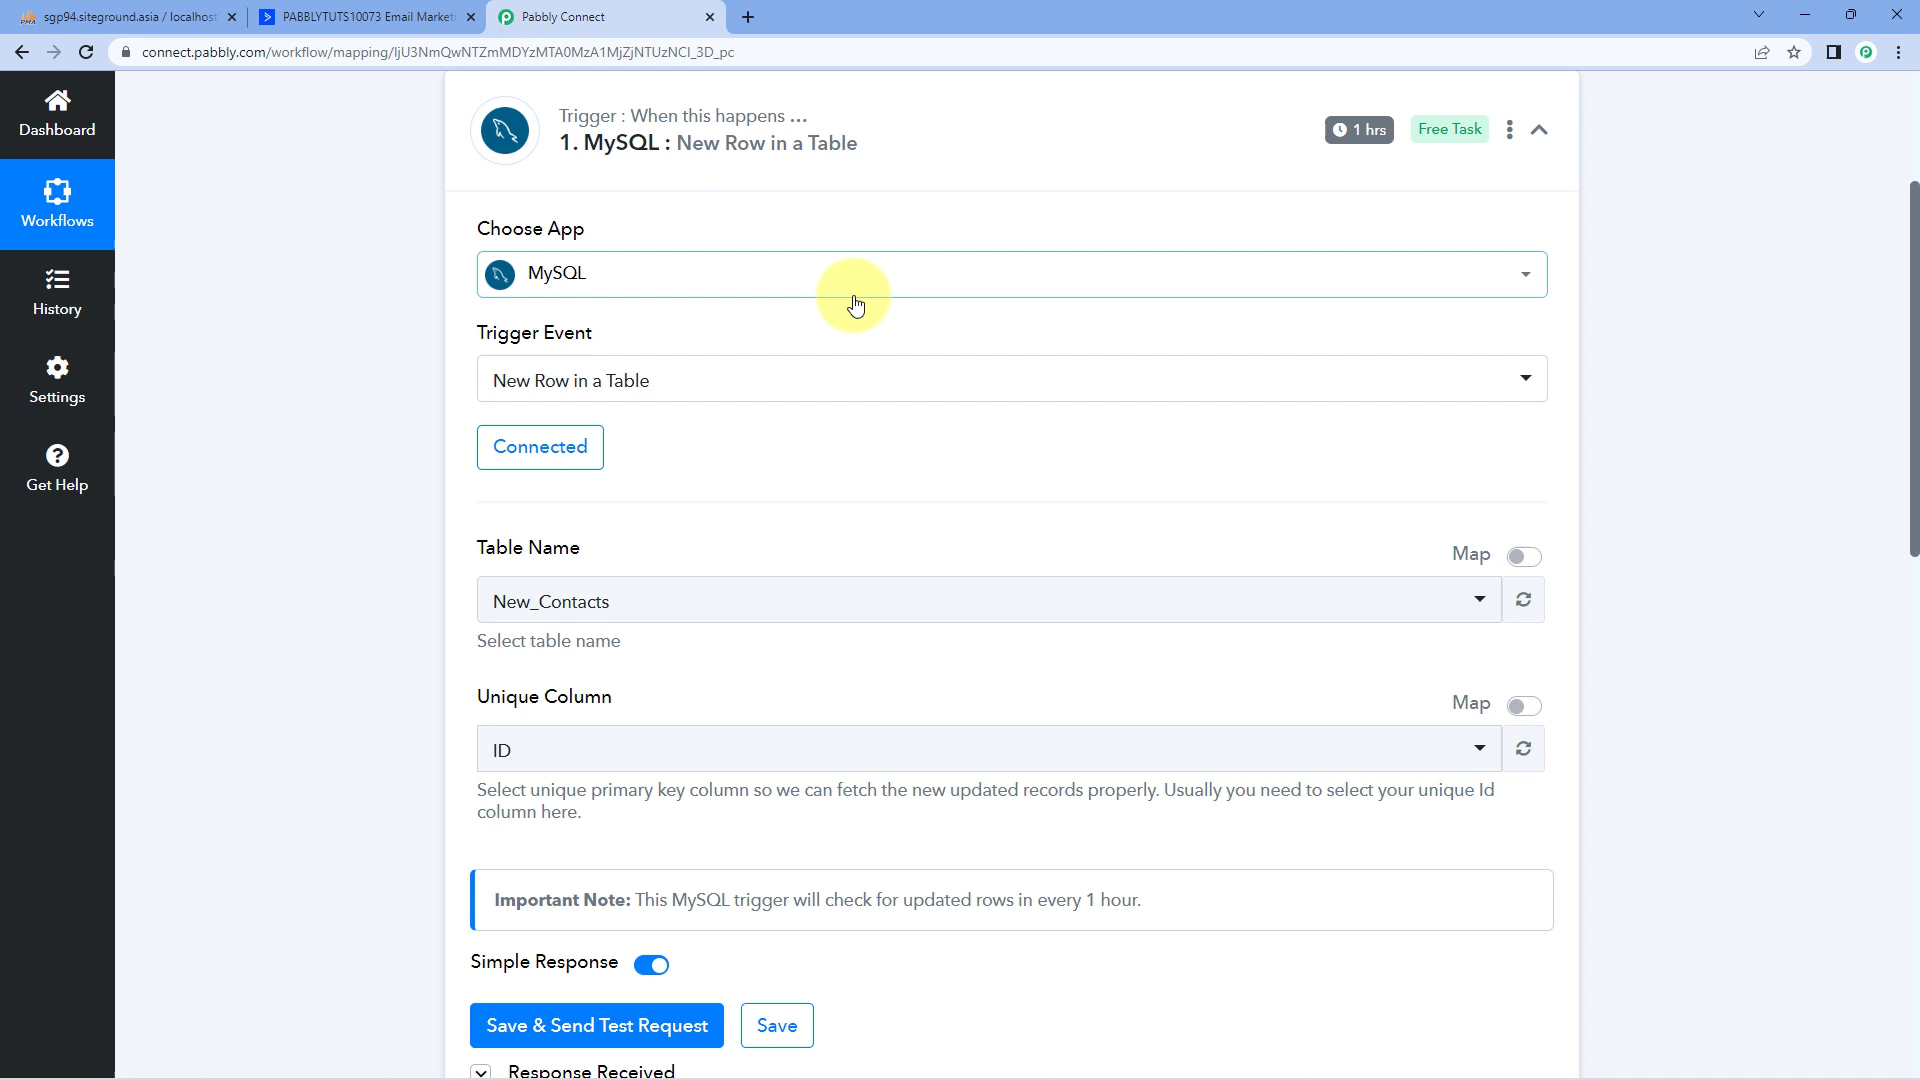 sgp94.siteground.asia / localhost
PABBLYTUTS10073 Email Marketi
Pabbly Connect
connect.pabbly.com/workflow/mapping/IjU3NmQwNTZmMDYzMTA0MzA1MjZjNTUzNCI_3D_pc
Dashboard
Workflows
History
Settings
Get Help
Trigger : When this happens ...
1. MySQL : New Row in a Table
1 hrs
Free Task
Choose App
MySQL
Trigger Event
New Row in a Table
Connected
Table Name
Map
New_Contacts
Select table name
Unique Column
Map
ID
Select unique primary key column so we can fetch the new updated records properly. Usually you need to select your unique Id
column here.
Important Note: This MySQL trigger will check for updated rows in every 1 hour.
Simple Response
Save & Send Test Request
Save
Response Received